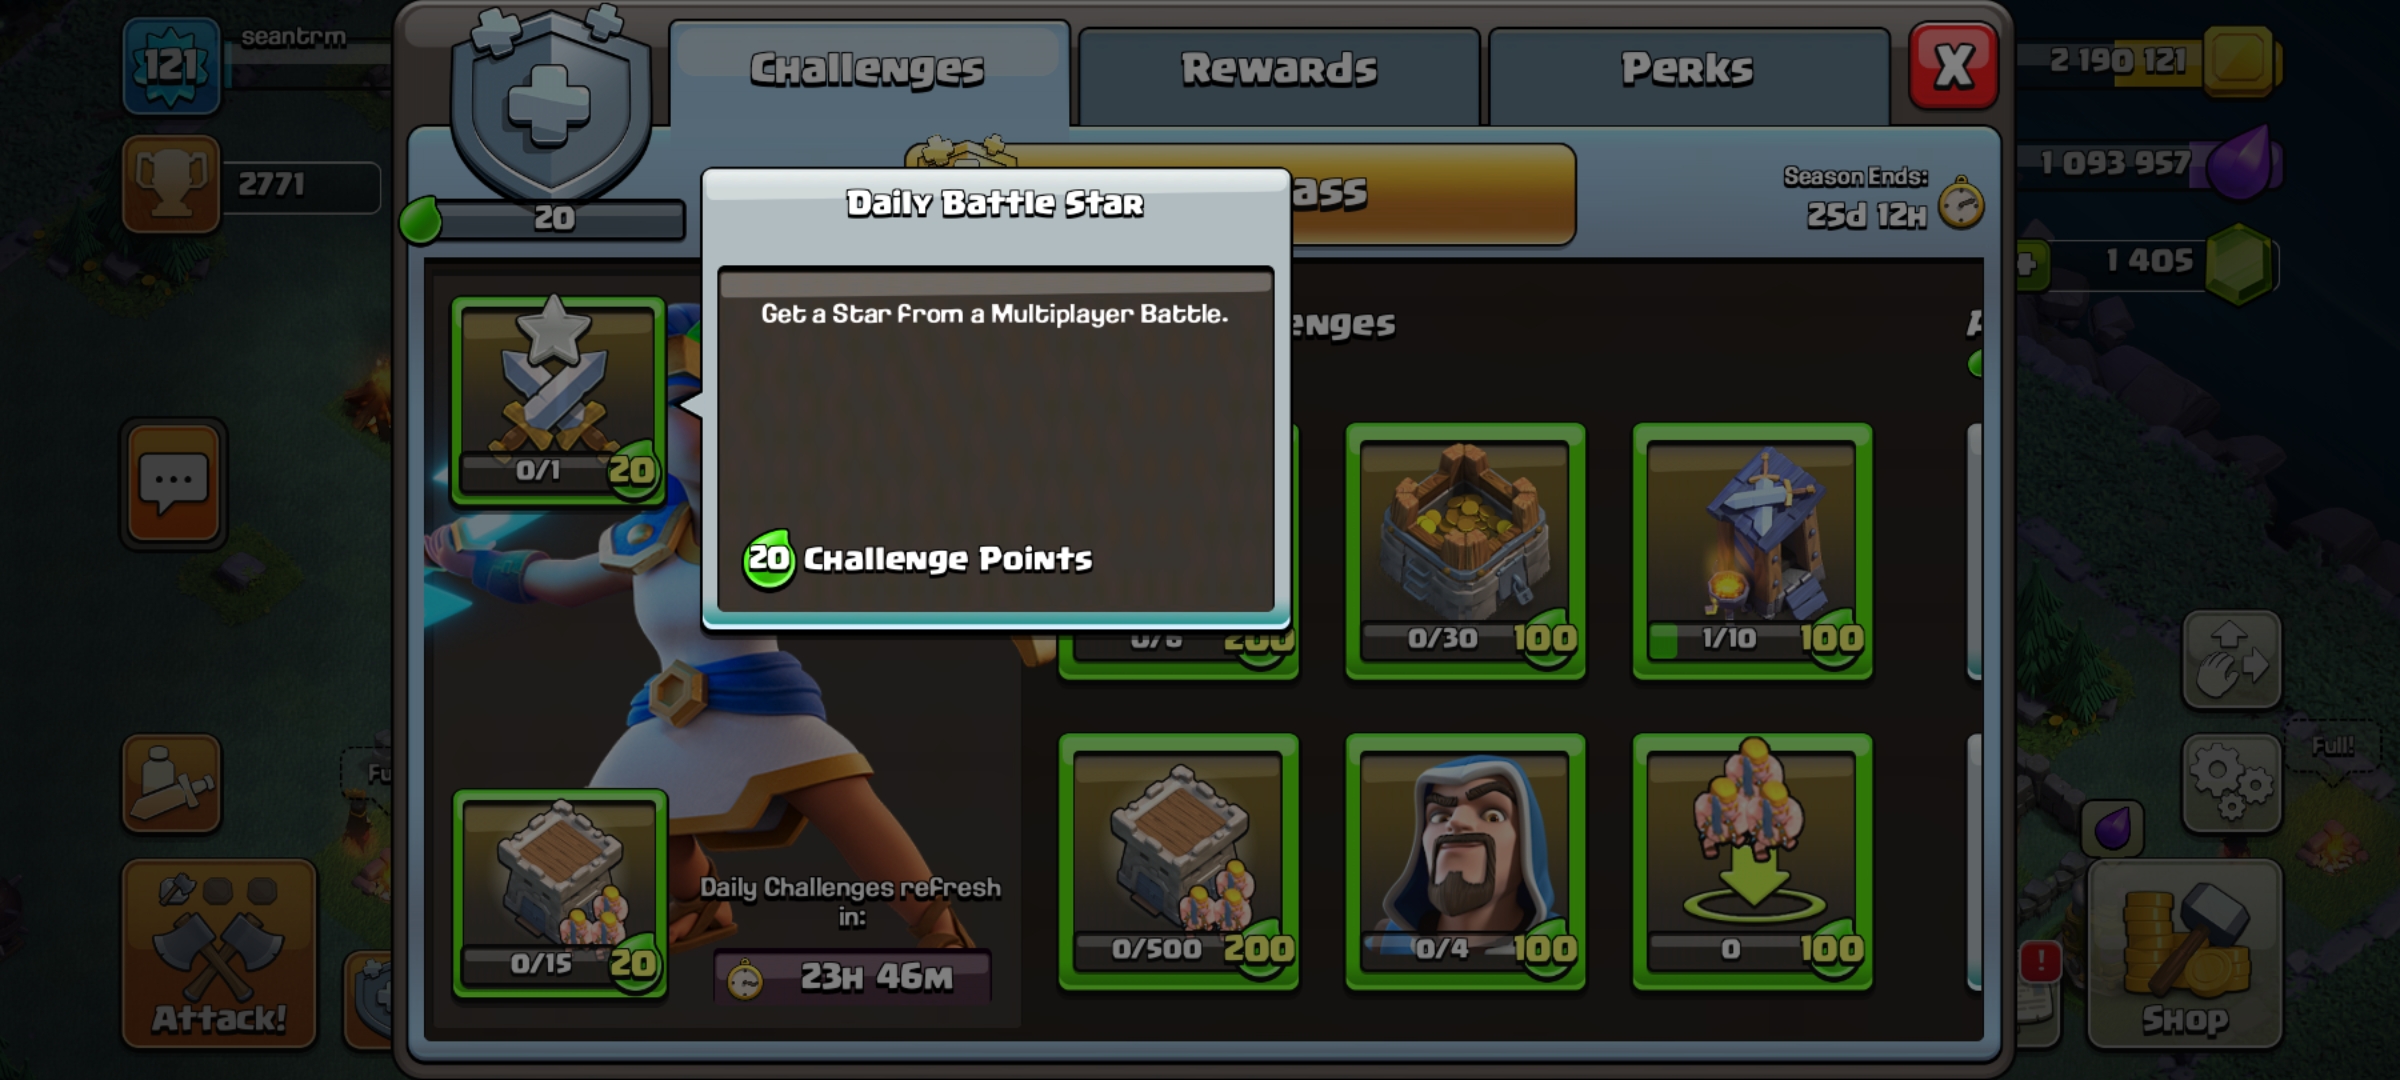 121
seantrm
2771
20
Challenges
Rewards
Perks
X
2 190 121
1 093 957
1 405
Season Ends:
25d 12H
Daily Battle Star
Get a Star from a Multiplayer Battle.
20 Challenge Points
0/1
20
0/30
100
1/10
100
200
0/15
20
Daily Challenges refresh
in:
23H 46M
0/500
200
0/4
100
0
100
Attack!
Full!
!
Shop